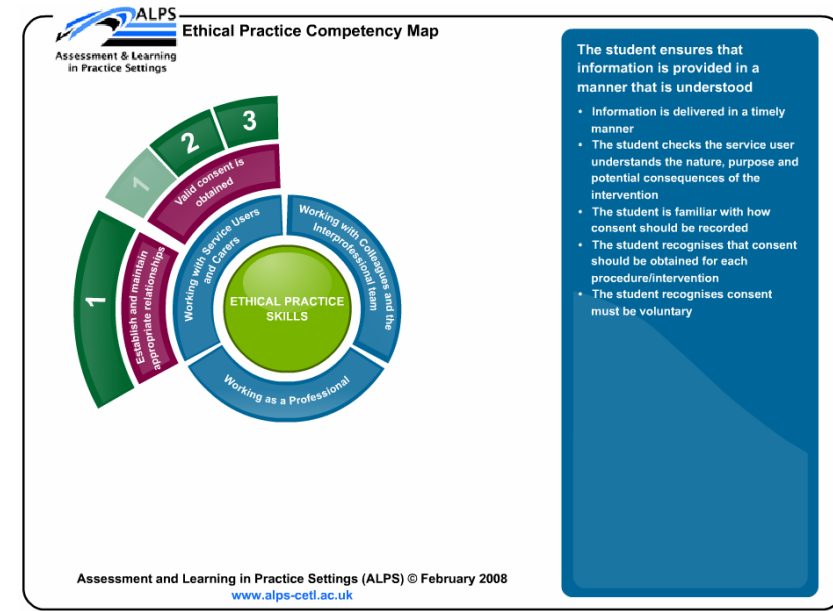 ALPS
Assessment & Learning
in Practice Settings
Ethical Practice Competency Map
1
2
3
Valid consent is
obtained
1
Establish and maintain
appropriate relationships
Working with Service Users
and Carers
Working with Colleagues and the
Interprofessional team
ETHICAL PRACTICE
SKILLS
Working as a Professional
The student ensures that
information is provided in a
manner that is understood
• Information is delivered in a timely
manner
• The student checks the service user
understands the nature, purpose and
potential consequences of the
intervention
• The student is familiar with how
consent should be recorded
• The student recognises that consent
should be obtained for each
procedure/intervention
• The student recognises consent
must be voluntary
Assessment and Learning in Practice Settings (ALPS) © February 2008
www.alps-cetl.ac.uk